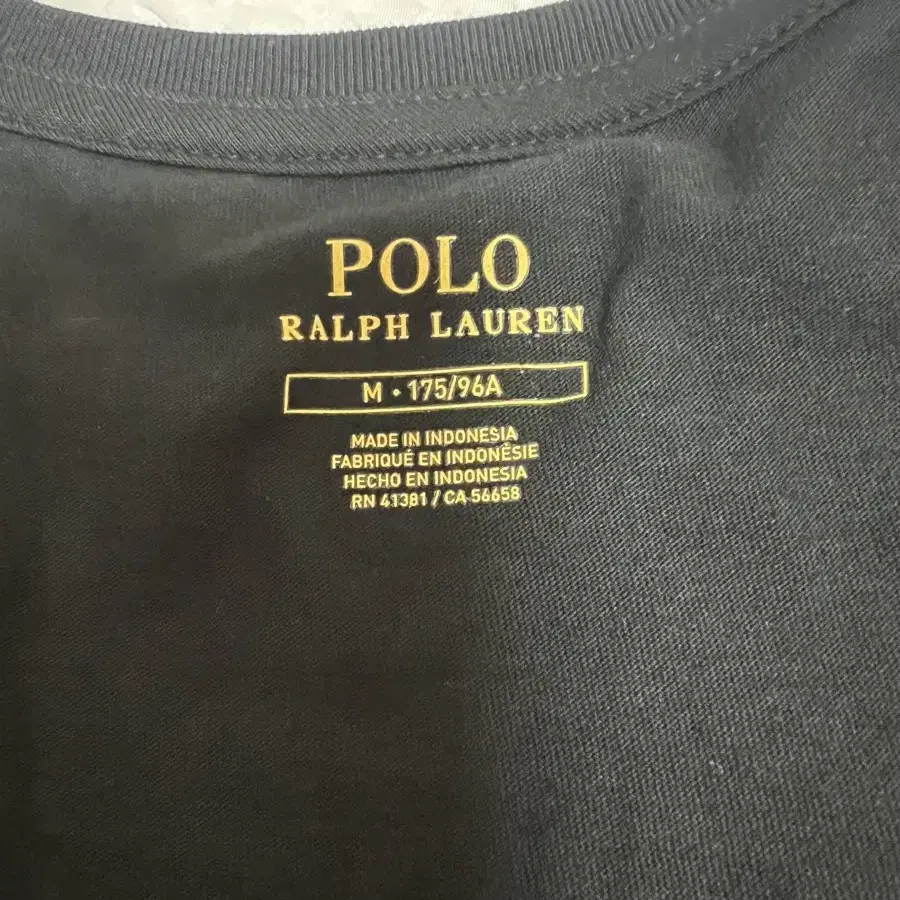 POLO
RALPH LAUREN
M • 175/96A
MADE IN INDONESIA
FABRIQUÉ EN INDONÉSIE
HECHO EN INDONESIA
RN 41381 / CA 56658